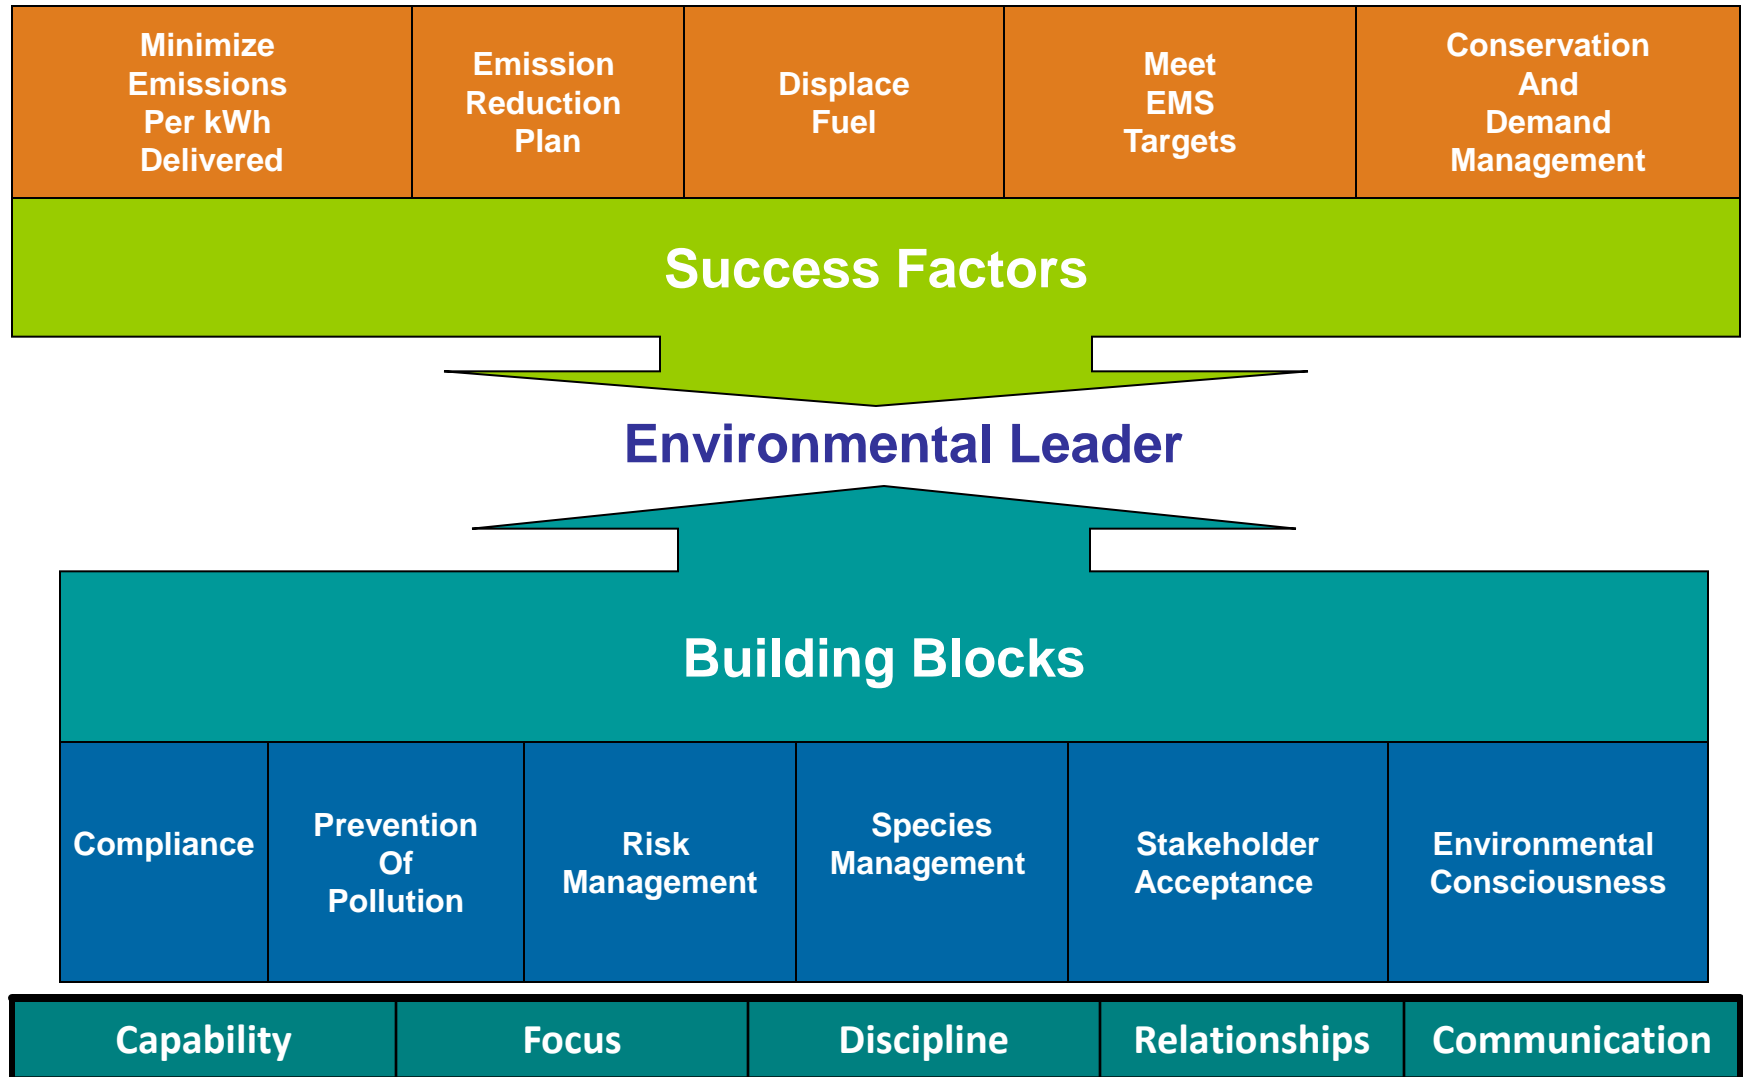 Minimize
Emissions
Per kWh
Delivered
Emission
Reduction
Plan
Displace
Fuel
Meet
EMS
Targets
Conservation
And
Demand
Management
Success Factors
Environmental Leader
Building Blocks
Compliance
Prevention
Of
Pollution
Risk
Management
Species
Management
Stakeholder
Acceptance
Environmental
Consciousness
Capability
Focus
Discipline
Relationships
Communication